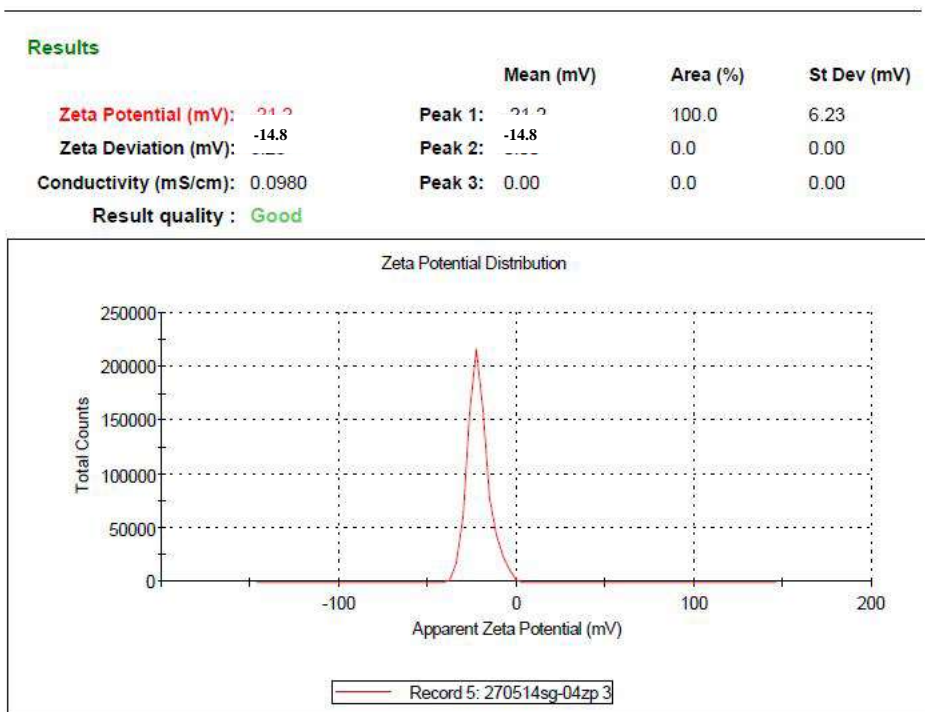 Results
Mean (mV) Area (%) St Dev (mV)
Zeta Potential (mV): Peak 1: 100.0 6.23
-14.8 -14.8
Zeta Deviation (mV): Peak 2: 0.0 0.00
Conductivity (mS/cm): 0.0980 Peak 3: 0.00 0.0 0.00
Result quality : Good
Zeta Potential Distribution
250000
200000
150000
100000
50000
0
Total Counts
-100 0 100 200
Apparent Zeta Potential (mV)
Record 5: 270514sg-04zp 3